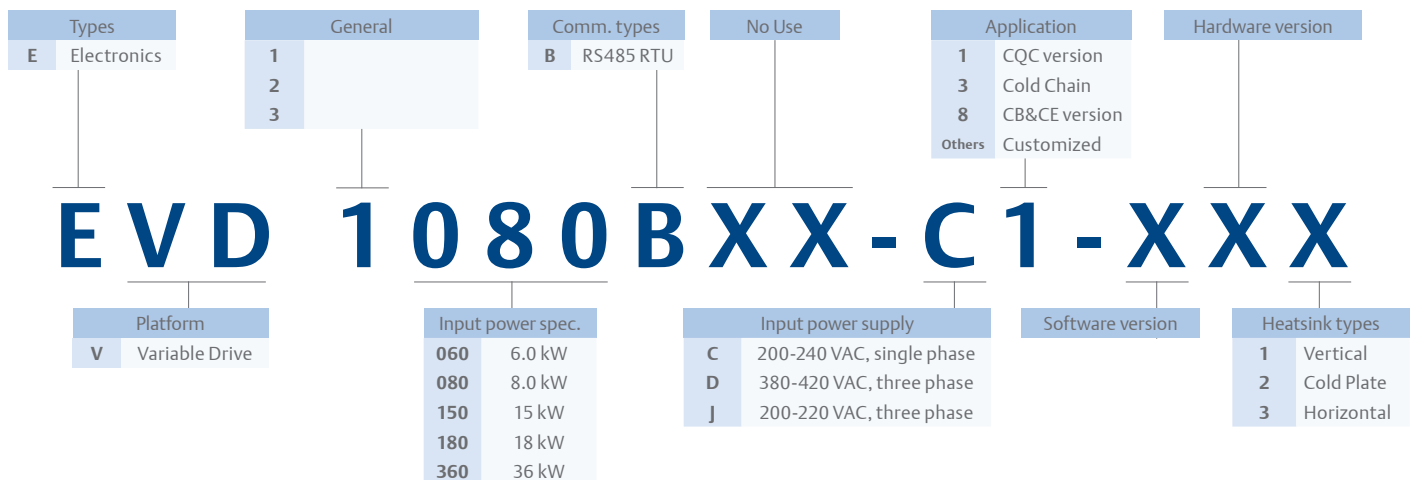 Types
E Electronics
General
1
2
3
Comm. types
B RS485 RTU
No Use
Application
1 CQC version
3 Cold Chain
8 CB&CE version
Others Customized
Hardware version
EVD 1080BXX-C1-XXX
Platform
V Variable Drive
Input power spec.
060 6.0 kW
080 8.0 kW
150 15 kW
180 18 kW
360 36 kW
Input power supply
C 200-240 VAC, single phase
D 380-420 VAC, three phase
J 200-220 VAC, three phase
Software version
Heatsink types
1 Vertical
2 Cold Plate
3 Horizontal